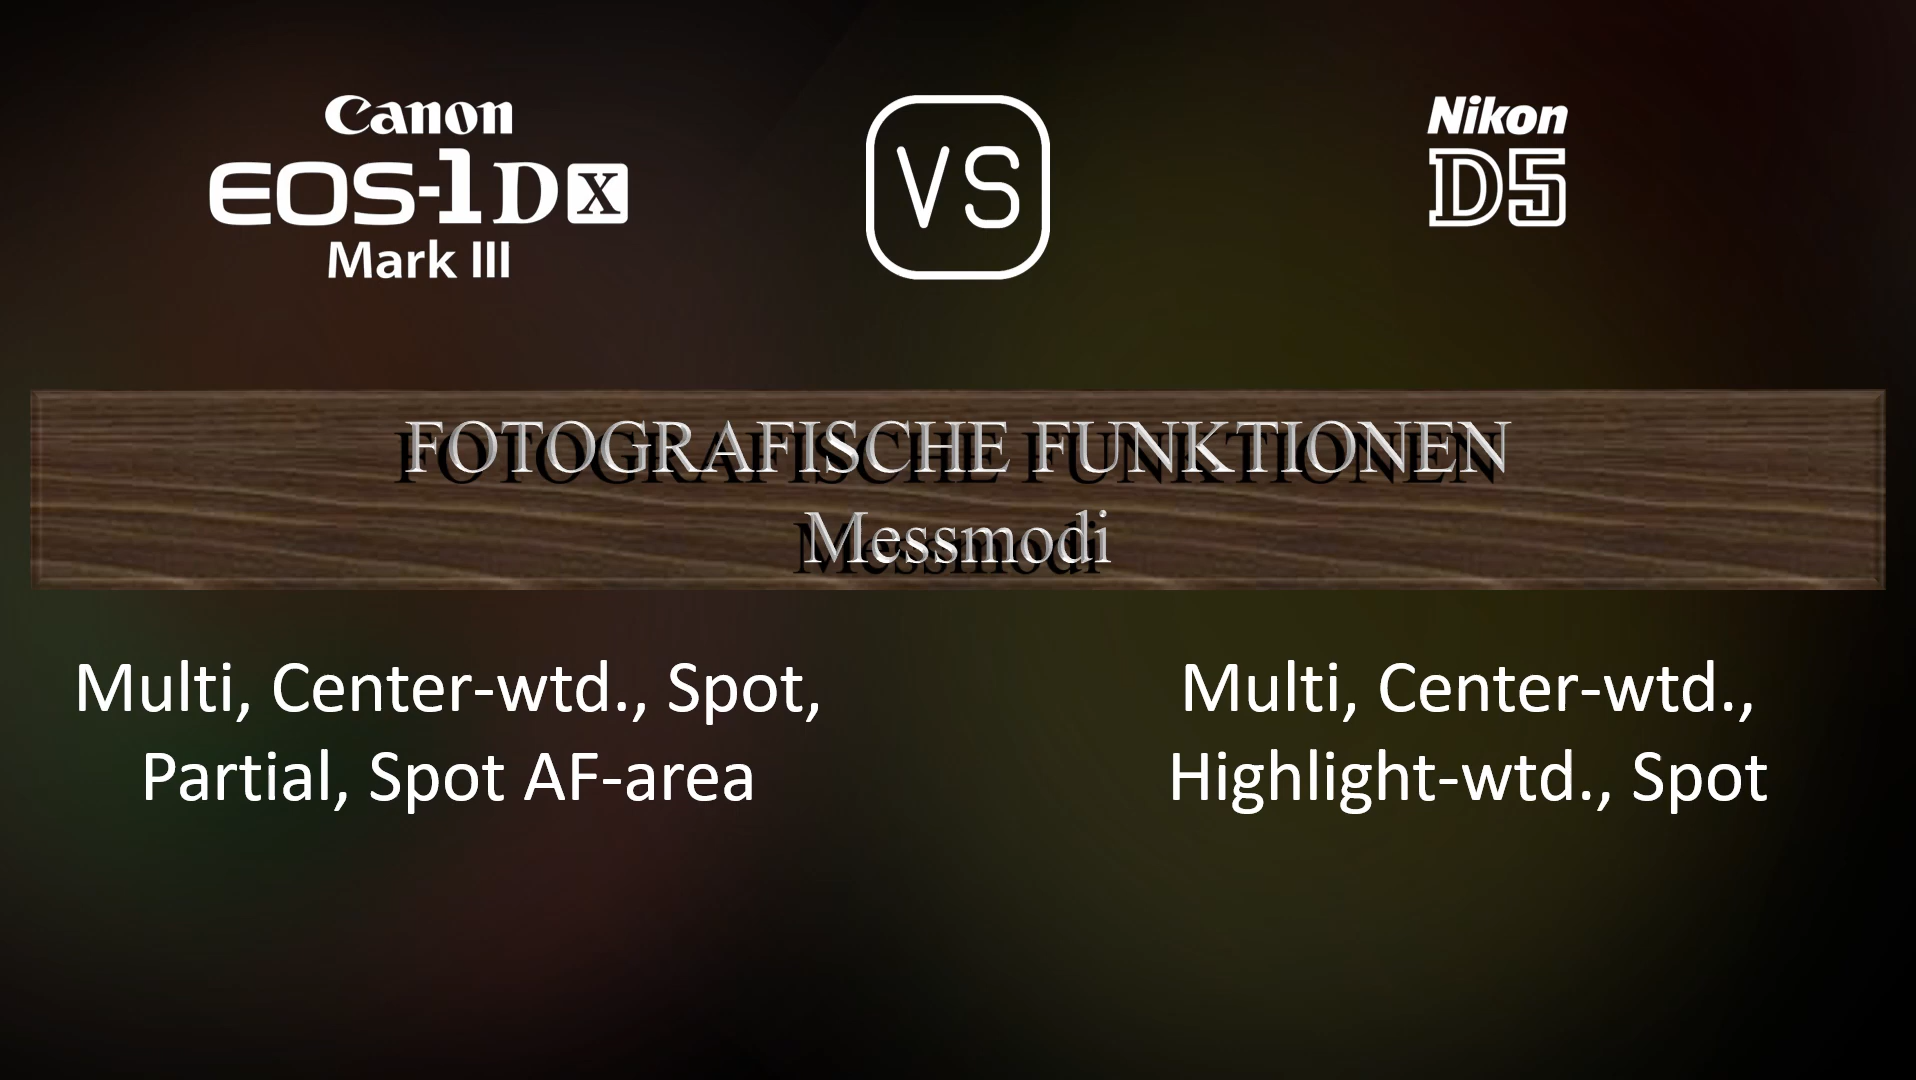 Canon
EOS-1DX
Mark III
VS
Nikon
D5
FOTOGRAFISCHE FUNKTIONEN
Messmodi
Multi, Center-wtd., Spot,
Partial, Spot AF-area
Multi, Center-wtd.,
Highlight-wtd., Spot